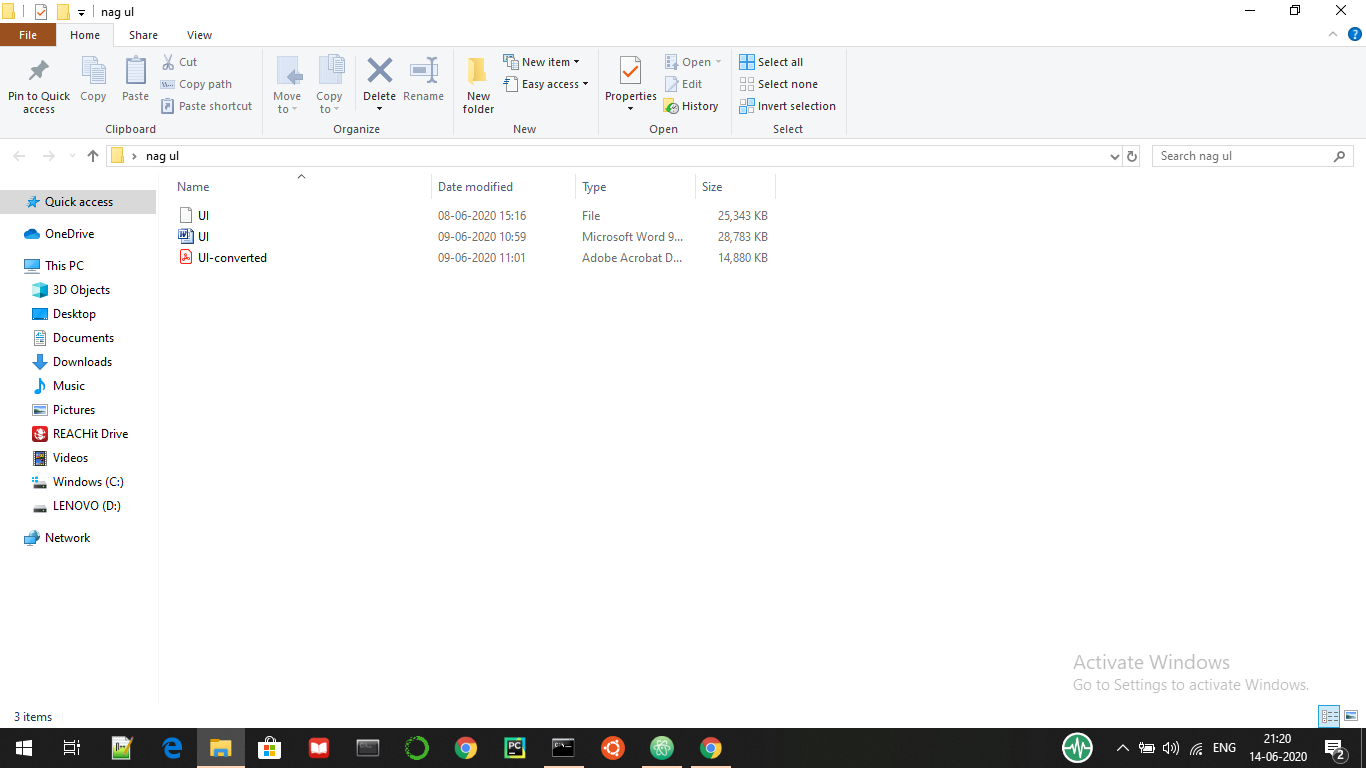 nag ul
File Home Share View
Pin to Quick access
Copy
Paste
Cut
Copy path
Paste shortcut
Clipboard
Move to
Copy to
Delete
Rename
Organize
New folder
New item
Easy access
New
Properties
Open
Edit
History
Open
Select all
Select none
Invert selection
Select
nag ul
Search nag ul
Name Date modified Type Size
UI 08-06-2020 15:16 File 25,343 KB
UI 09-06-2020 10:59 Microsoft Word 9... 28,783 KB
UI-converted 09-06-2020 11:01 Adobe Acrobat D... 14,880 KB
Quick access
OneDrive
This PC
3D Objects
Desktop
Documents
Downloads
Music
Pictures
REACHit Drive
Videos
Windows (C:)
LENOVO (D:)
Network
Activate Windows
Go to Settings to activate Windows.
3 items
PC
ENG
21:20
14-06-2020
2